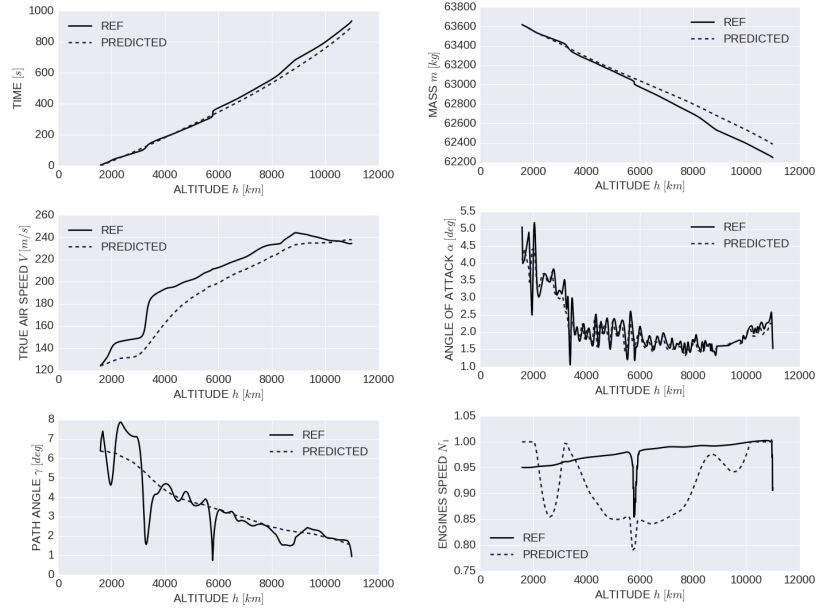 1000
800
600
400
200
0
TIME [s]
REF
PREDICTED
0 2000 4000 6000 8000 10000 12000
ALTITUDE h [km]
63800
63600
63400
63200
63000
62800
62600
62400
62200
MASS m [kg]
REF
PREDICTED
0 2000 4000 6000 8000 10000 12000
ALTITUDE h [km]
260
240
220
200
180
160
140
120
TRUE AIR SPEED V [m/s]
REF
PREDICTED
0 2000 4000 6000 8000 10000 12000
ALTITUDE h [km]
5.5
5.0
4.5
4.0
3.5
3.0
2.5
2.0
1.5
1.0
ANGLE OF ATTACK α [deg]
REF
PREDICTED
0 2000 4000 6000 8000 10000 12000
ALTITUDE h [km]
8
7
6
5
4
3
2
1
0
PATH ANGLE γ [deg]
REF
PREDICTED
0 2000 4000 6000 8000 10000 12000
ALTITUDE h [km]
1.05
1.00
0.95
0.90
0.85
0.80
0.75
ENGINES SPEED N₁
REF
PREDICTED
0 2000 4000 6000 8000 10000 12000
ALTITUDE h [km]